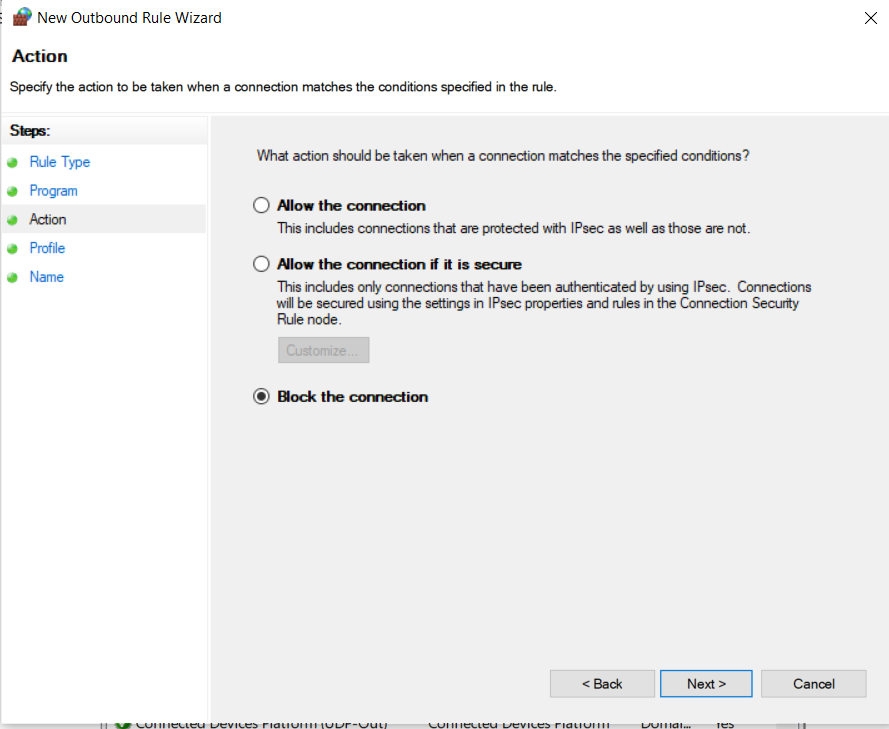 New Outbound Rule Wizard
Action
Specify the action to be taken when a connection matches the conditions specified in the rule.
Steps:
Rule Type
Program
Action
Profile
Name
What action should be taken when a connection matches the specified conditions?
Allow the connection
This includes connections that are protected with IPsec as well as those are not.
Allow the connection if it is secure
This includes only connections that have been authenticated by using IPsec. Connections
will be secured using the settings in IPsec properties and rules in the Connection Security
Rule node.
Customize...
Block the connection
< Back Next > Cancel
Connected Devices Platform (UDP-Out) Connected Devices Platform Domai... Yes